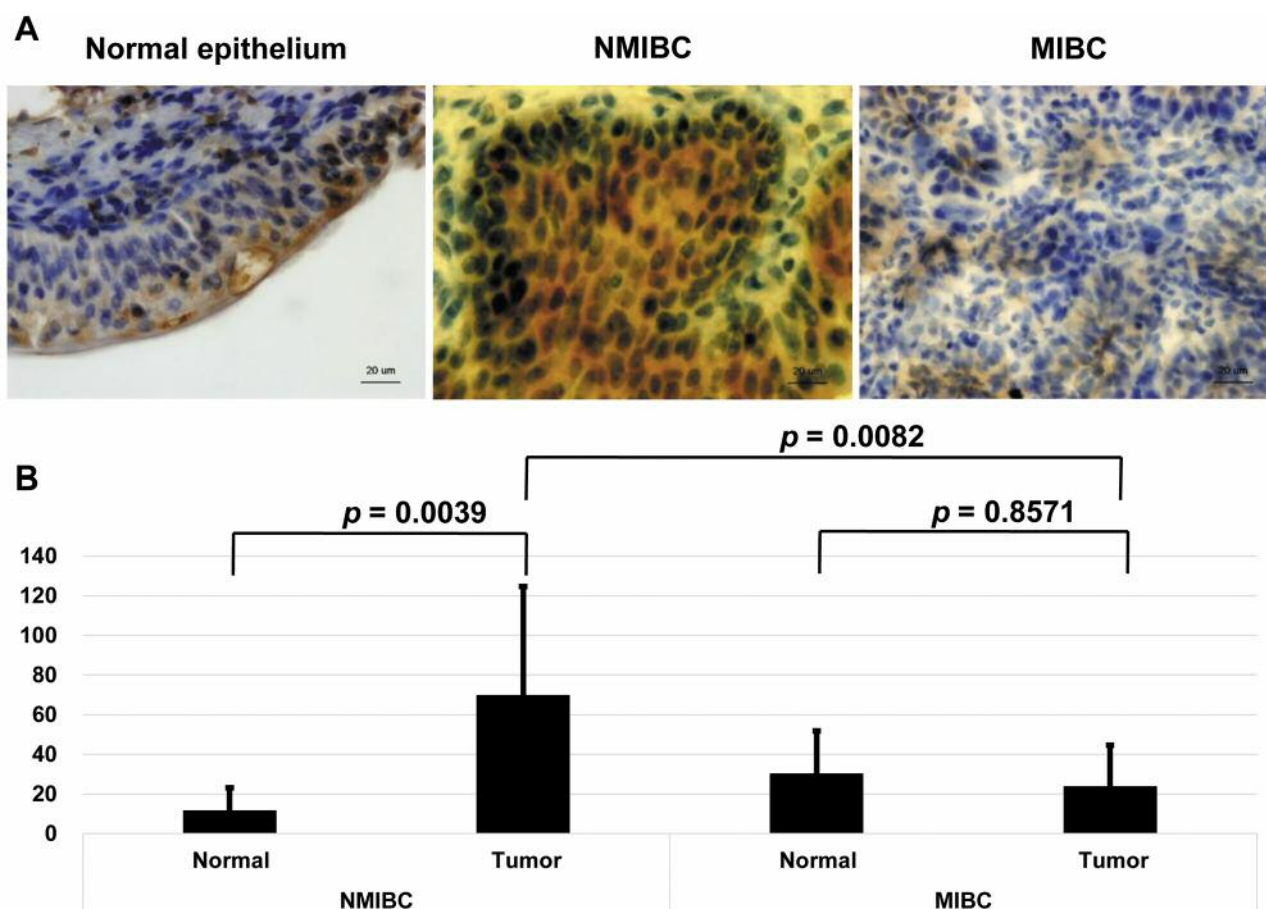 A
Normal epithelium
NMIBC
MIBC
20 um
20 um
20 um
B
p = 0.0082
p = 0.0039
p = 0.8571
140
120
100
80
60
40
20
0
Normal
Tumor
Normal
Tumor
NMIBC
MIBC